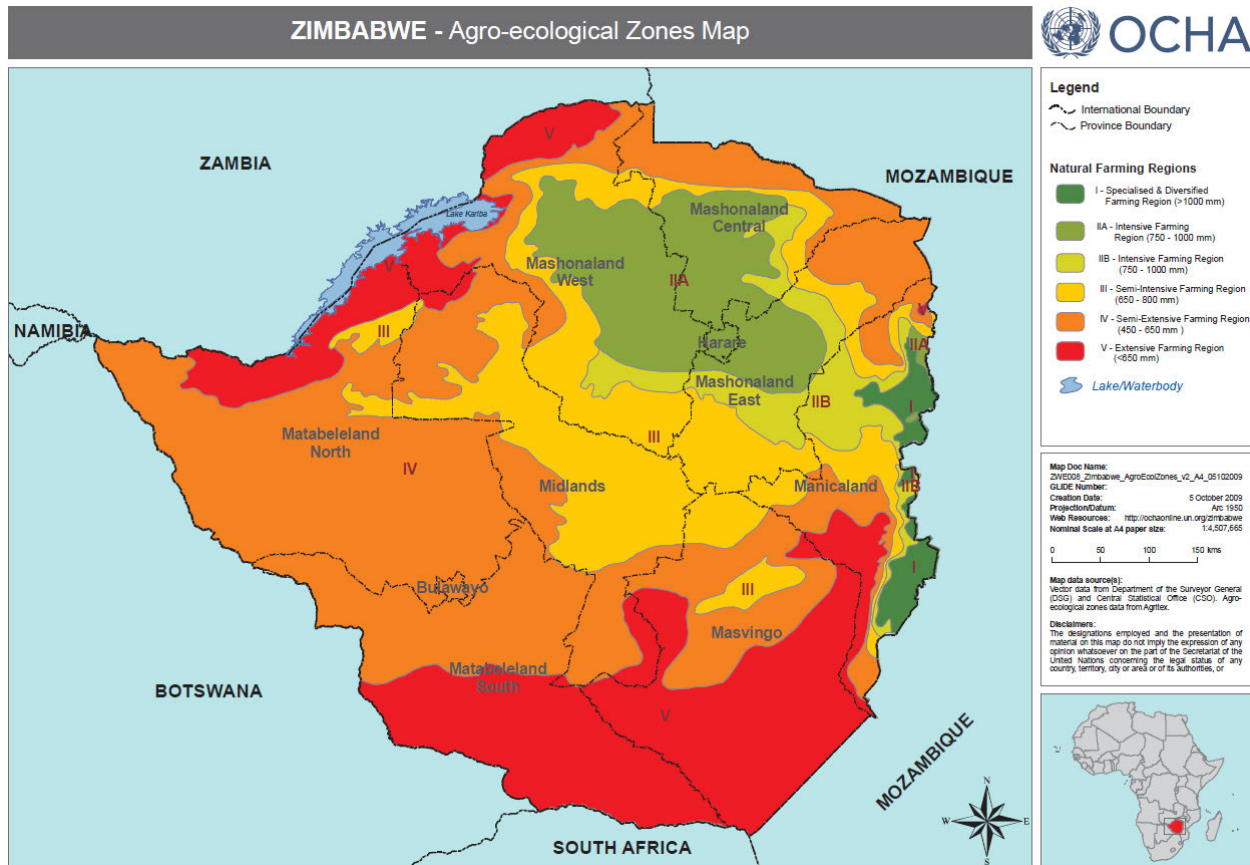 ZIMBABWE - Agro-ecological Zones Map
OCHA
ZAMBIA
MOZAMBIQUE
NAMIBIA
BOTSWANA
SOUTH AFRICA
MOZAMBIQUE
V
Lake Kariba
V
III
Mashonaland
Central
Mashonaland
West
IIA
Harare
Mashonaland
East
IIB
V
IIA
I
Matabeleland
North
IV
III
Midlands
Manicaland
I
IIB
I
Bulawayo
III
Masvingo
Matabeleland
South
V
N
W
E
S
Legend
International Boundary
Province Boundary
Natural Farming Regions
I - Specialised & Diversified
Farming Region (>1000 mm)
IIA - Intensive Farming
Region (750 - 1000 mm)
IIB - Intensive Farming Region
(750 - 1000 mm)
III - Semi-Intensive Farming Region
(650 - 800 mm)
IV - Semi-Extensive Farming Region
(450 - 650 mm )
V - Extensive Farming Region
(<650 mm)
Lake/Waterbody
Map Doc Name:
ZWE008_Zimbabwe_AgroEcolZones_v2_A4_05102009
GLIDE Number:
Creation Date: 5 October 2009
Projection/Datum: Arc 1950
Web Resources: http://ochaonline.un.org/zimbabwe
Nominal Scale at A4 paper size: 1:4,507,665
0 50 100 150 kms
Map data source(s):
Vector data from Department of the Surveyor General
(DSG) and Central Statistical Office (CSO). Agro-
ecological zones data from Agritex.
Disclaimers:
The designations employed and the presentation of
material on this map do not imply the expression of any
opinion whatsoever on the part of the Secretariat of the
United Nations concerning the legal status of any
country, territory, city or area or of its authorities, or